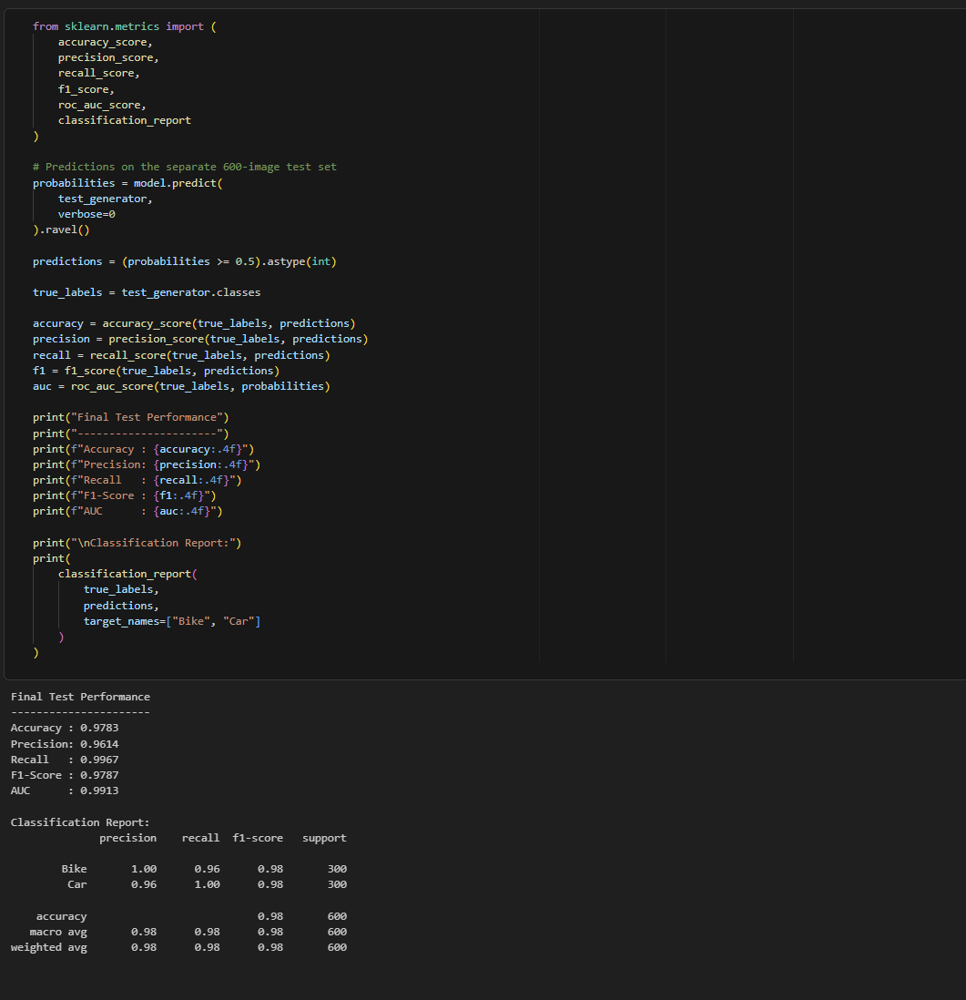 from sklearn.metrics import (
    accuracy_score,
    precision_score,
    recall_score,
    f1_score,
    roc_auc_score,
    classification_report
)

# Predictions on the separate 600-image test set
probabilities = model.predict(
    test_generator,
    verbose=0
).ravel()

predictions = (probabilities >= 0.5).astype(int)

true_labels = test_generator.classes

accuracy = accuracy_score(true_labels, predictions)
precision = precision_score(true_labels, predictions)
recall = recall_score(true_labels, predictions)
f1 = f1_score(true_labels, predictions)
auc = roc_auc_score(true_labels, probabilities)

print("Final Test Performance")
print("----------------------")
print(f"Accuracy : {accuracy:.4f}")
print(f"Precision: {precision:.4f}")
print(f"Recall   : {recall:.4f}")
print(f"F1-Score : {f1:.4f}")
print(f"AUC      : {auc:.4f}")

print("\nClassification Report:")
print(
    classification_report(
        true_labels,
        predictions,
        target_names=["Bike", "Car"]
    )
)
Final Test Performance
----------------------
Accuracy : 0.9783
Precision: 0.9614
Recall   : 0.9967
F1-Score : 0.9787
AUC      : 0.9913

Classification Report:
              precision    recall  f1-score   support

        Bike       1.00      0.96      0.98       300
         Car       0.96      1.00      0.98       300

    accuracy                           0.98       600
   macro avg       0.98      0.98      0.98       600
weighted avg       0.98      0.98      0.98       600